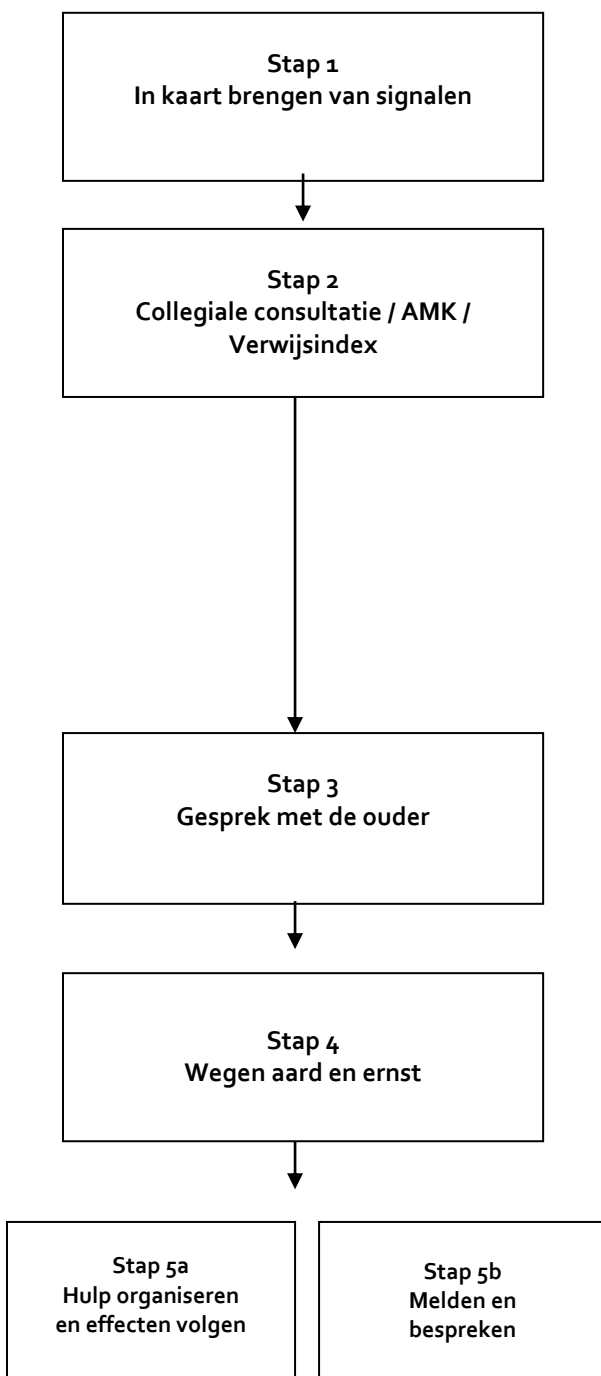 Stap 1
In kaart brengen van signalen
Stap 2
Collegiale consultatie / AMK /
Verwijsindex
Stap 3
Gesprek met de ouder
Stap 4
Wegen aard en ernst
Stap 5a
Hulp organiseren
en effecten volgen
Stap 5b
Melden en
bespreken